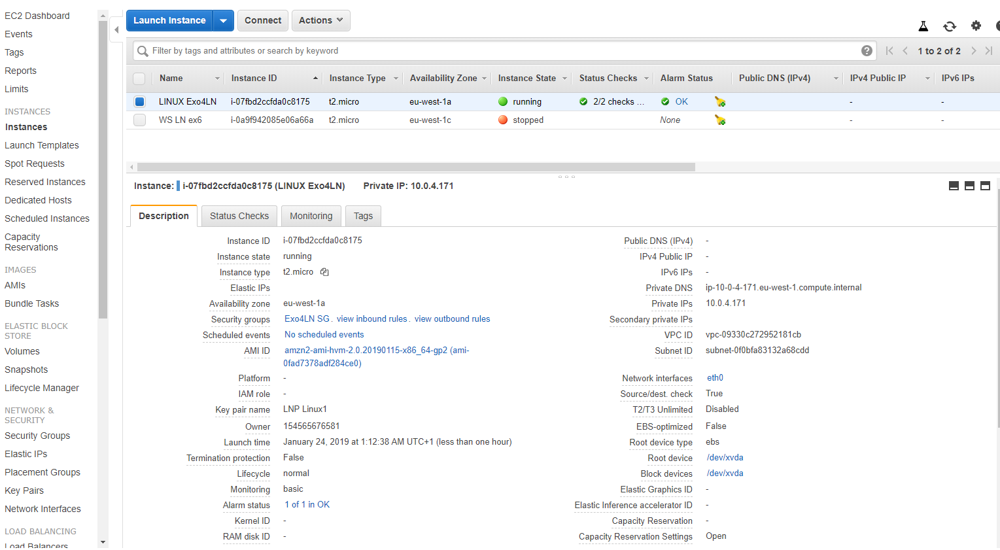 EC2 Dashboard
Events
Tags
Reports
Limits
INSTANCES
Instances
Launch Templates
Spot Requests
Reserved Instances
Dedicated Hosts
Scheduled Instances
Capacity
Reservations
IMAGES
AMIs
Bundle Tasks
ELASTIC BLOCK
STORE
Volumes
Snapshots
Lifecycle Manager
NETWORK &
SECURITY
Security Groups
Elastic IPs
Placement Groups
Key Pairs
Network Interfaces
LOAD BALANCING
Load Balancers
Launch Instance Connect Actions
Filter by tags and attributes or search by keyword ? 1 to 2 of 2
Name Instance ID Instance Type Availability Zone Instance State Status Checks Alarm Status Public DNS (IPv4) IPv4 Public IP IPv6 IPs
LINUX Exo4LN i-07fbd2ccfda0c8175 t2.micro eu-west-1a running 2/2 checks ... OK - -
WS LN ex6 i-0a9f942085e06a66a t2.micro eu-west-1c stopped None - -
Instance: i-07fbd2ccfda0c8175 (LINUX Exo4LN) Private IP: 10.0.4.171
Description Status Checks Monitoring Tags
Instance ID i-07fbd2ccfda0c8175 Public DNS (IPv4) -
Instance state running IPv4 Public IP -
Instance type t2.micro IPv6 IPs -
Elastic IPs Private DNS ip-10-0-4-171.eu-west-1.compute.internal
Availability zone eu-west-1a Private IPs 10.0.4.171
Security groups Exo4LN SG. view inbound rules. view outbound rules Secondary private IPs
Scheduled events No scheduled events VPC ID vpc-09330c272952181cb
AMI ID amzn2-ami-hvm-2.0.20190115-x86_64-gp2 (ami- Subnet ID subnet-0f0bfa83132a68cdd
0fad7378adf284ce0)
Platform - Network interfaces eth0
IAM role - Source/dest. check True
Key pair name LNP Linux1 T2/T3 Unlimited Disabled
Owner 154565676581 EBS-optimized False
Launch time January 24, 2019 at 1:12:38 AM UTC+1 (less than one hour) Root device type ebs
Termination protection False Root device /dev/xvda
Lifecycle normal Block devices /dev/xvda
Monitoring basic Elastic Graphics ID -
Alarm status 1 of 1 in OK Elastic Inference accelerator ID -
Kernel ID - Capacity Reservation -
RAM disk ID - Capacity Reservation Settings Open